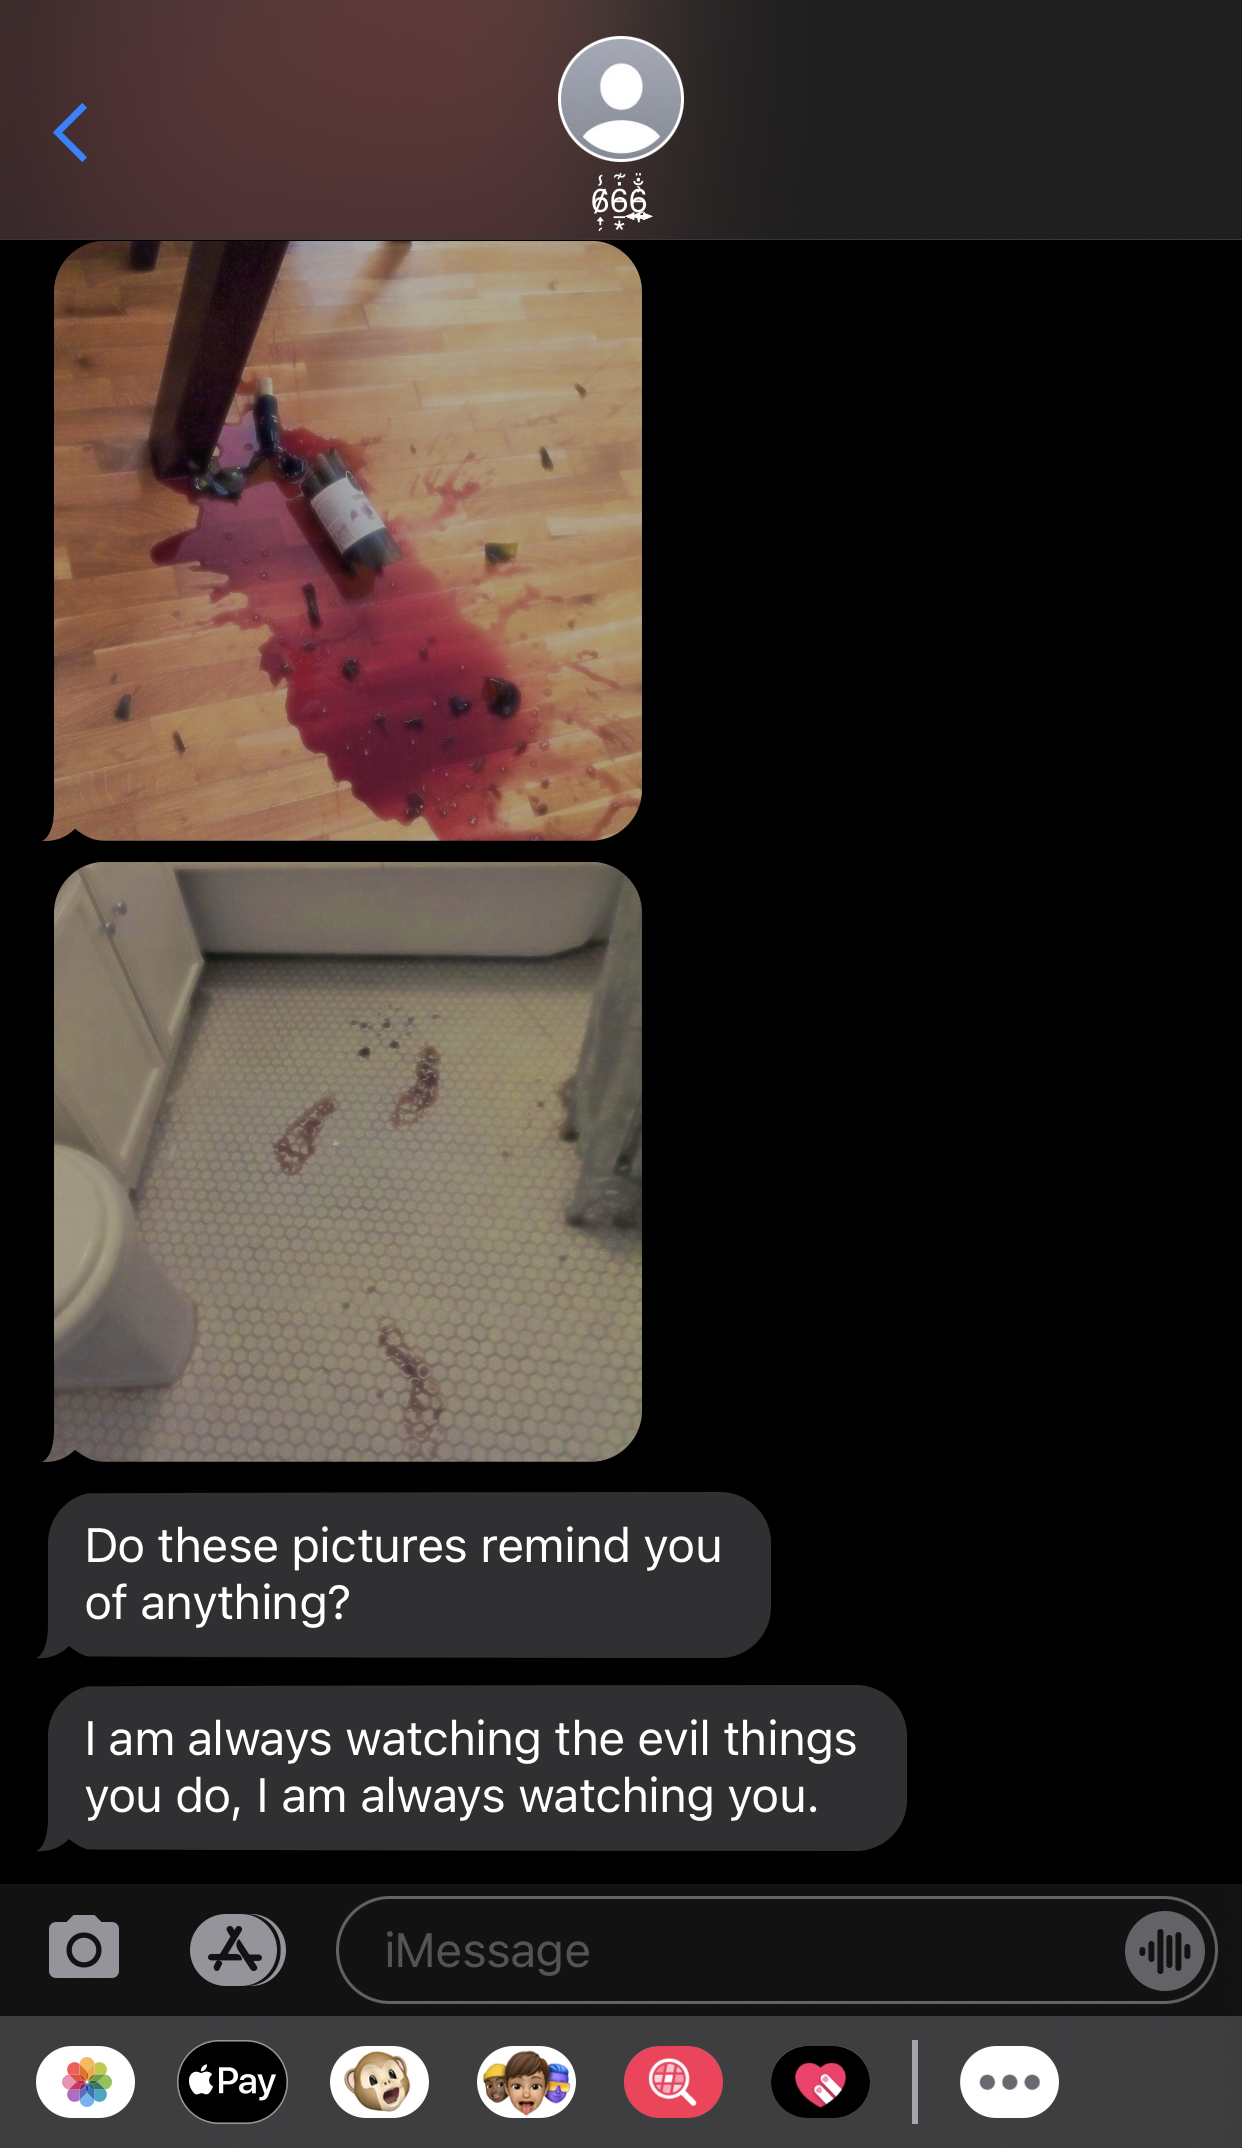 666
Do these pictures remind you
of anything?
I am always watching the evil things
you do, I am always watching you.
iMessage
Pay